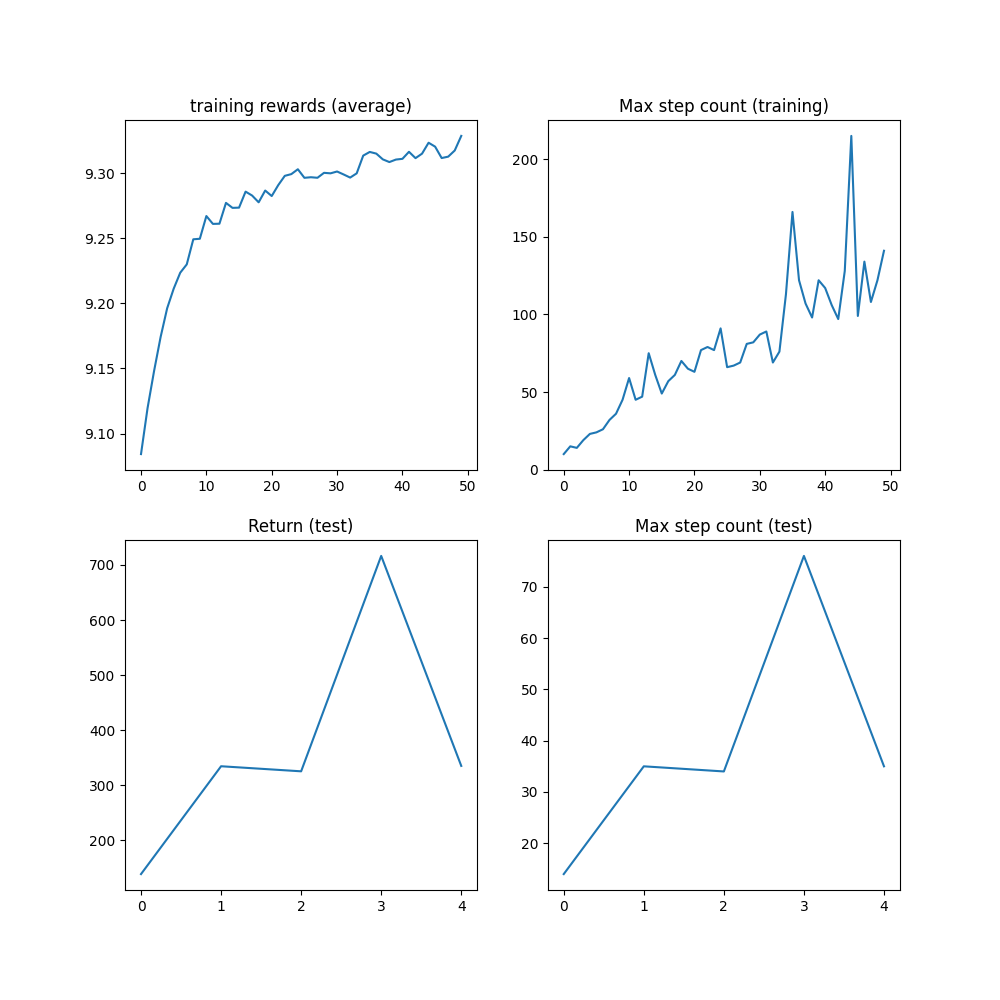 training rewards (average)
9.30
9.25
9.20
9.15
9.10
0 10 20 30 40 50
Max step count (training)
200
150
100
50
0
0 10 20 30 40 50
Return (test)
700
600
500
400
300
200
0 1 2 3 4
Max step count (test)
70
60
50
40
30
20
0 1 2 3 4